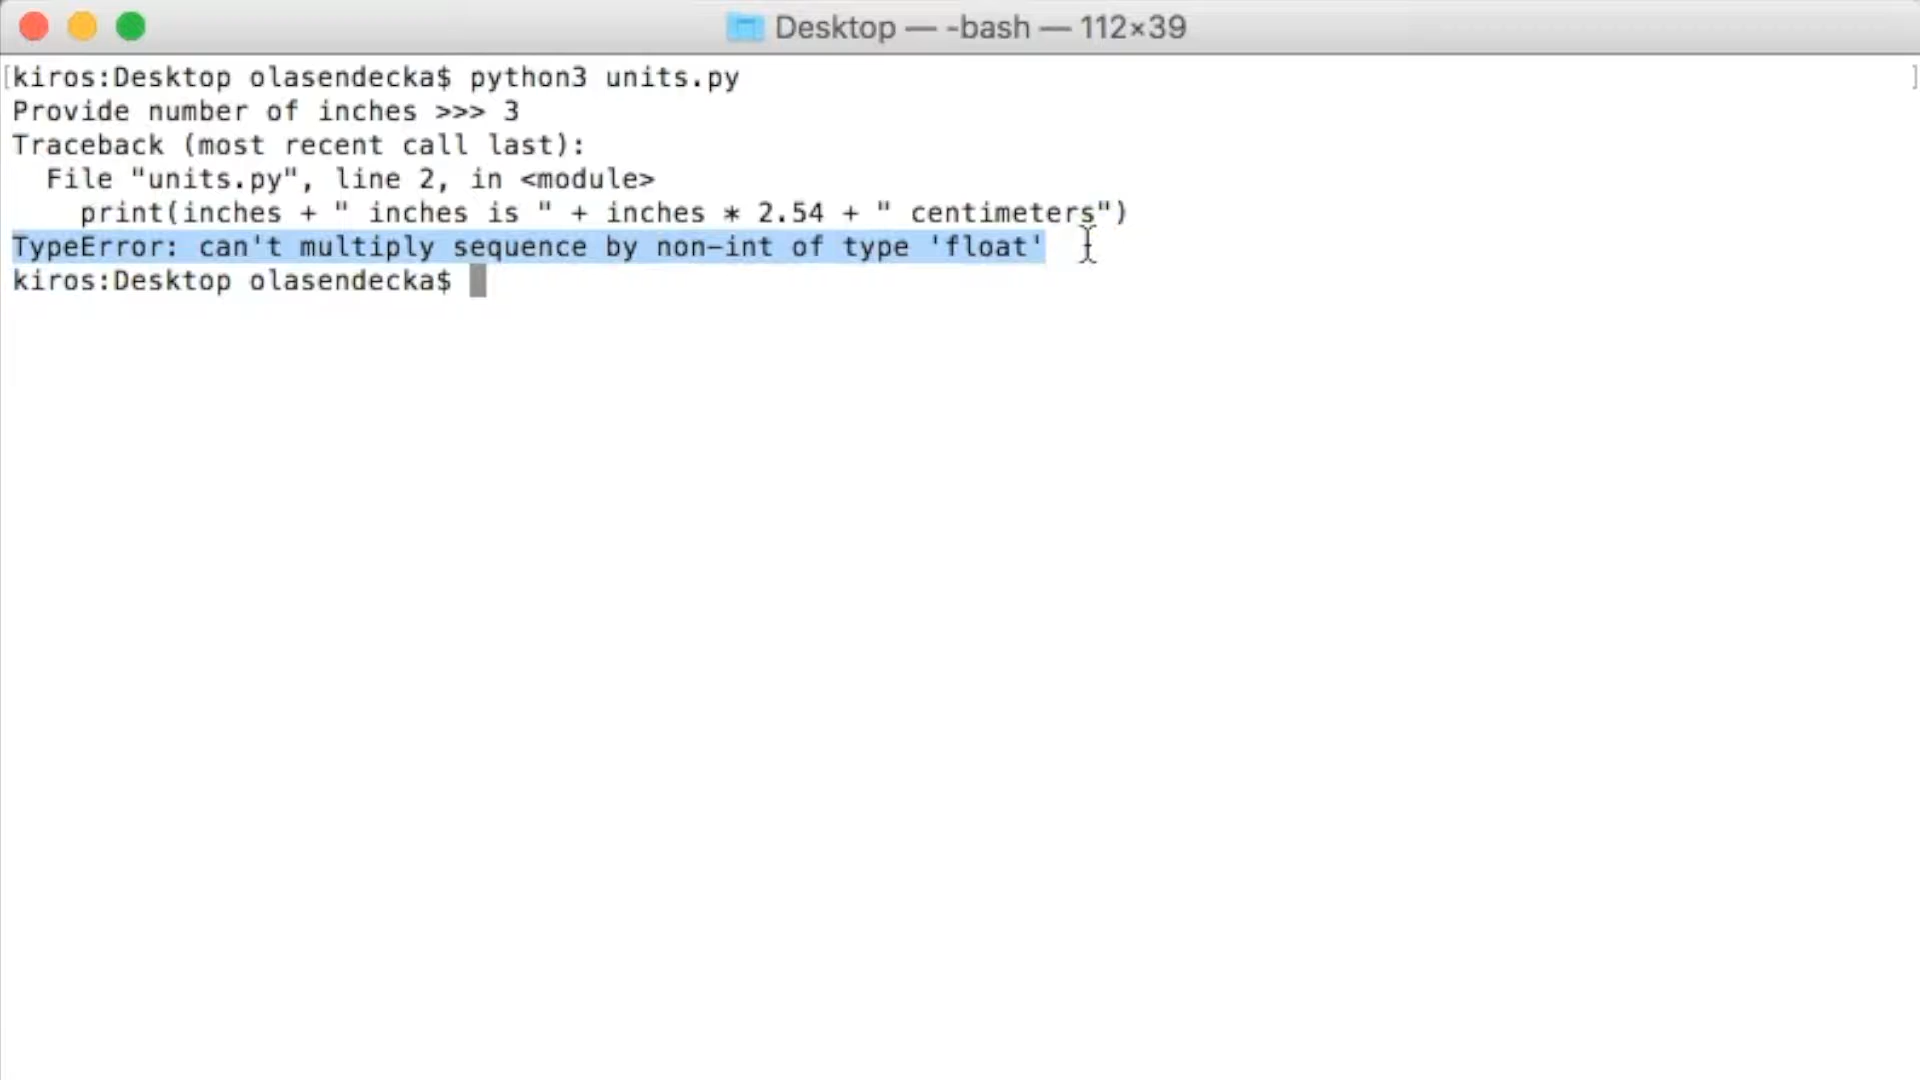 Desktop — -bash — 112×39
[kiros:Desktop olasendecka$ python3 units.py ]
Provide number of inches >>> 3
Traceback (most recent call last):
  File "units.py", line 2, in <module>
    print(inches + " inches is " + inches * 2.54 + " centimeters")
TypeError: can't multiply sequence by non-int of type 'float'
kiros:Desktop olasendecka$